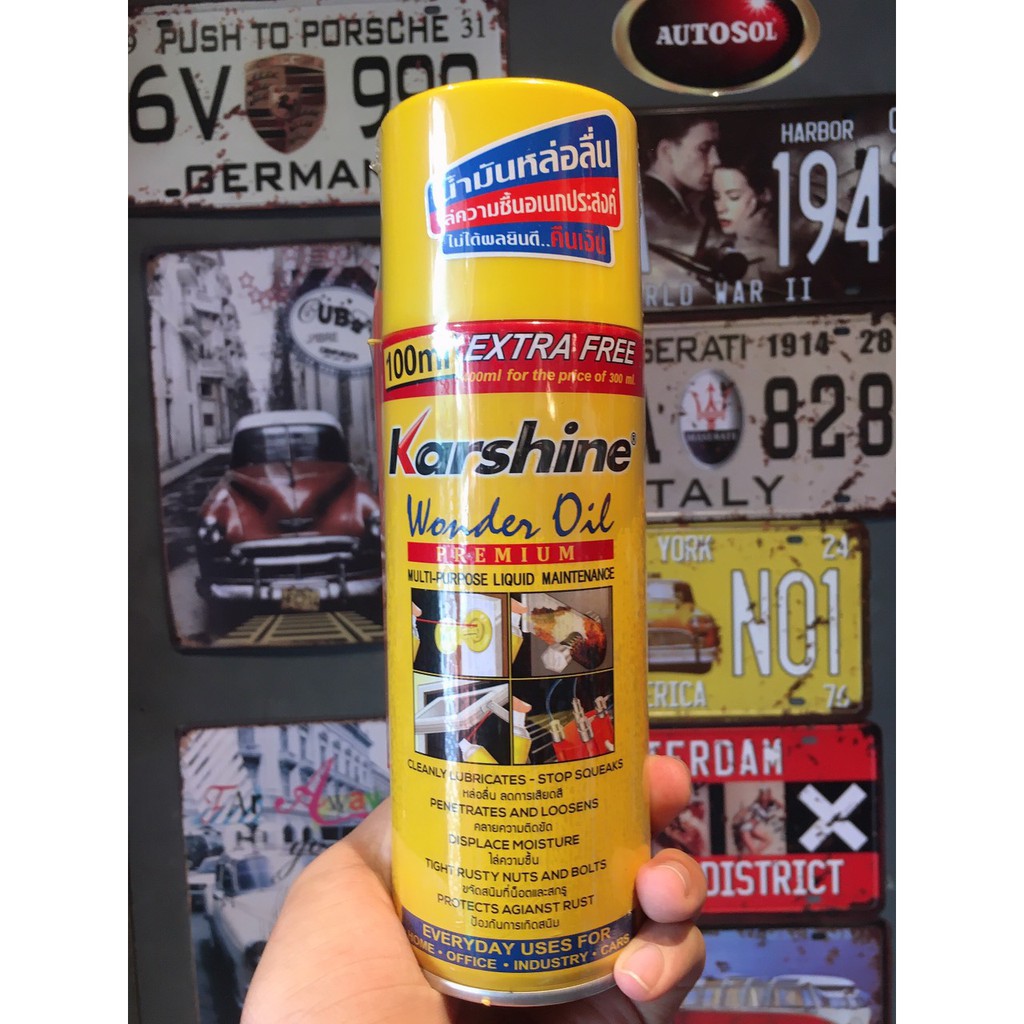 PUSH TO PORSCHE 31
6V 999
GERMAN
AUTOSOL
HARBOR
194
WAR II
1914 28
828
TALY
MASERATI
YORK 24
NO1
ERICA 76
ERDAM
X
DISTRICT
CUBA
Far Away
น้ำมันหล่อลื่น
ไล่ความชื้นอเนกประสงค์
ไม่ได้ผลยินดี..คืนเงิน
100ml EXTRA FREE
400ml for the price of 300 ml.
Karshine®
Wonder Oil
PREMIUM
MULTI-PURPOSE LIQUID MAINTENANCE
CLEANLY LUBRICATES - STOP SQUEAKS
หล่อลื่น ลดการเสียดสี
PENETRATES AND LOOSENS
คลายความติดขัด
DISPLACE MOISTURE
ไล่ความชื้น
TIGHT RUSTY NUTS AND BOLTS
ขจัดสนิมที่น็อตและสกรู
PROTECTS AGIANST RUST
ป้องกันการเกิดสนิม
EVERYDAY USES FOR
HOME • OFFICE • INDUSTRY • CARS